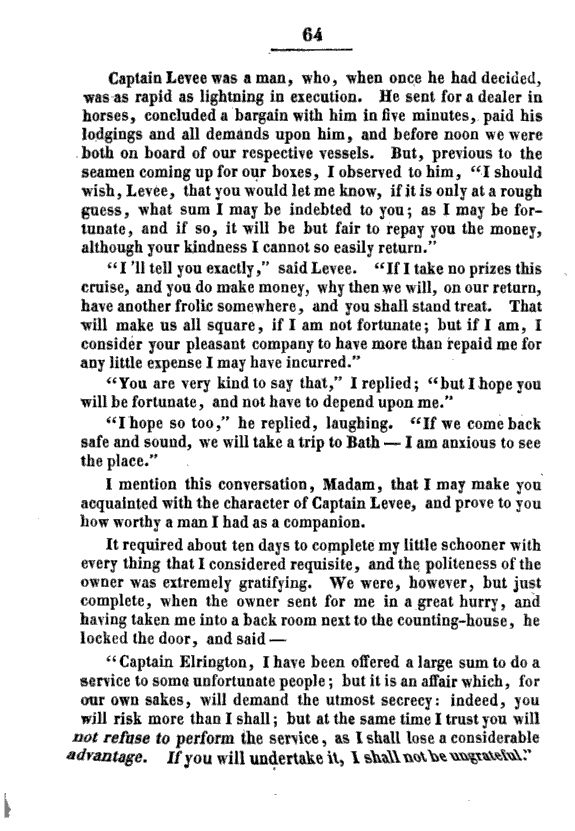 64
Captain Levee was a man, who, when once he had decided,
was as rapid as lightning in execution. He sent for a dealer in
horses, concluded a bargain with him in five minutes, paid his
lodgings and all demands upon him, and before noon we were
both on board of our respective vessels. But, previous to the
seamen coming up for our boxes, I observed to him, “I should
wish, Levee, that you would let me know, if it is only at a rough
guess, what sum I may be indebted to you; as I may be for-
tunate, and if so, it will be but fair to repay you the money,
although your kindness I cannot so easily return.”
“I ’ll tell you exactly,” said Levee. “If I take no prizes this
cruise, and you do make money, why then we will, on our return,
have another frolic somewhere, and you shall stand treat. That
will make us all square, if I am not fortunate; but if I am, I
consider your pleasant company to have more than repaid me for
any little expense I may have incurred.”
“You are very kind to say that,” I replied; “but I hope you
will be fortunate, and not have to depend upon me.”
“I hope so too,” he replied, laughing. “If we come back
safe and sound, we will take a trip to Bath — I am anxious to see
the place.”
I mention this conversation, Madam, that I may make you
acquainted with the character of Captain Levee, and prove to you
how worthy a man I had as a companion.
It required about ten days to complete my little schooner with
every thing that I considered requisite, and the politeness of the
owner was extremely gratifying. We were, however, but just
complete, when the owner sent for me in a great hurry, and
having taken me into a back room next to the counting-house, he
locked the door, and said —
“Captain Elrington, I have been offered a large sum to do a
service to some unfortunate people; but it is an affair which, for
our own sakes, will demand the utmost secrecy: indeed, you
will risk more than I shall; but at the same time I trust you will
not refuse to perform the service, as I shall lose a considerable
advantage. If you will undertake it, I shall not be ungrateful.”